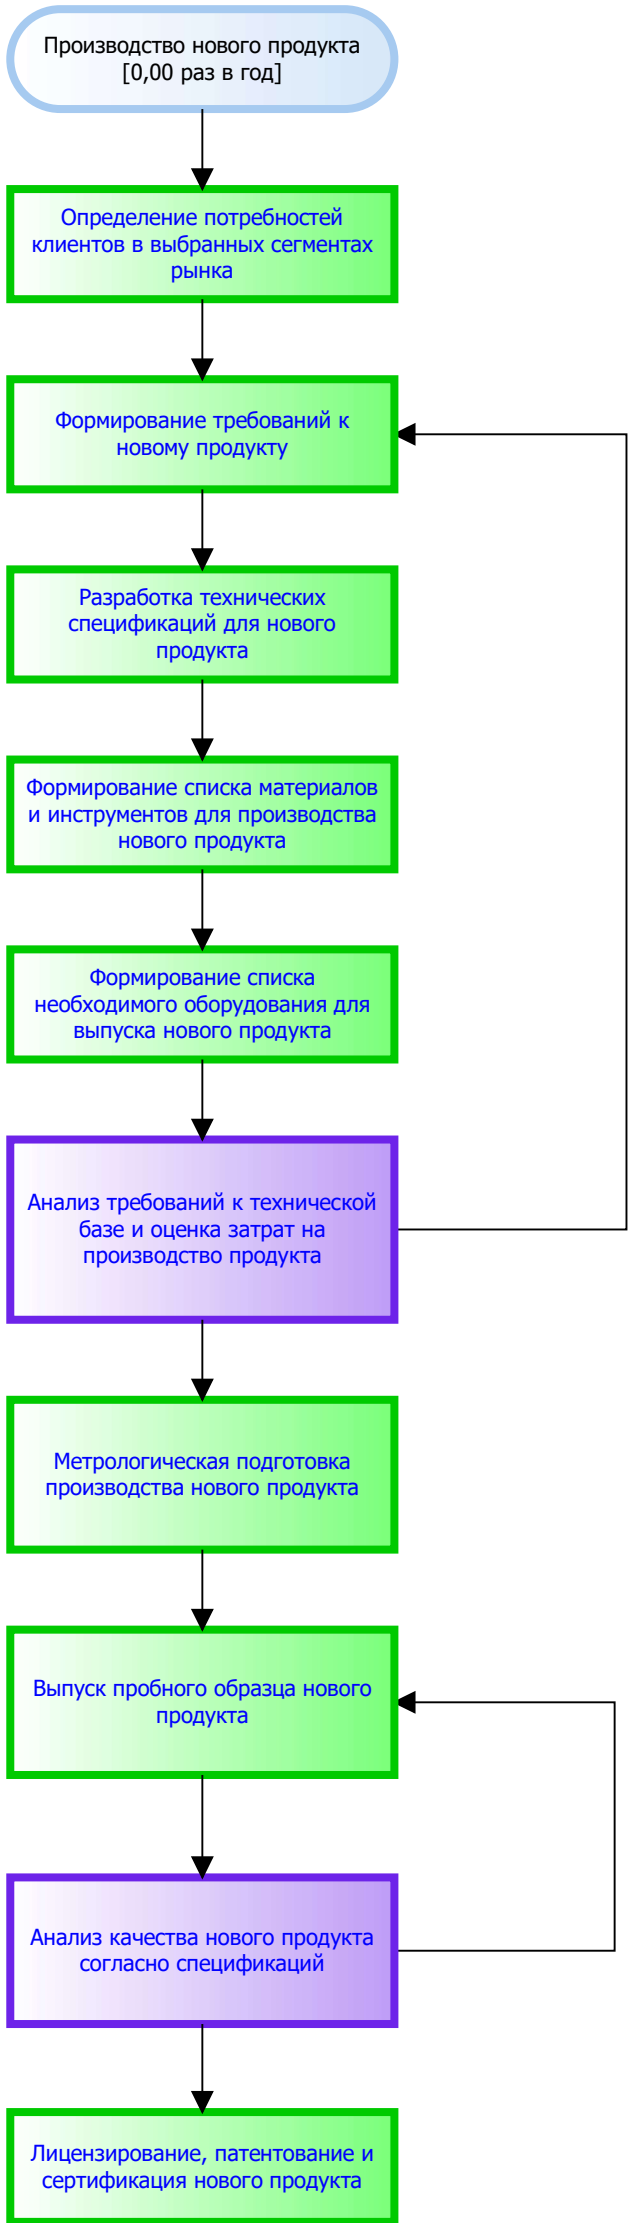 Производство нового продукта
[0,00 раз в год]
Определение потребностей
клиентов в выбранных сегментах
рынка
Формирование требований к
новому продукту
Разработка технических
спецификаций для нового
продукта
Формирование списка материалов
и инструментов для производства
нового продукта
Формирование списка
необходимого оборудования для
выпуска нового продукта
Анализ требований к технической
базе и оценка затрат на
производство продукта
Метрологическая подготовка
производства нового продукта
Выпуск пробного образца нового
продукта
Анализ качества нового продукта
согласно спецификаций
Лицензирование, патентование и
сертификация нового продукта